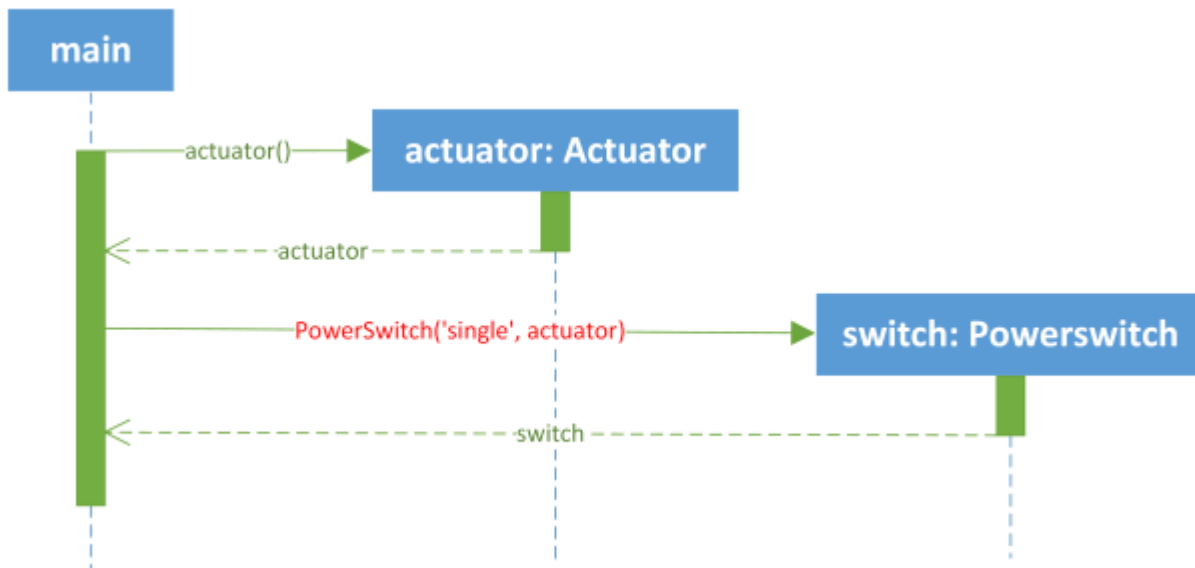 main
actuator()
actuator: Actuator
actuator
PowerSwitch('single', actuator)
switch: Powerswitch
switch